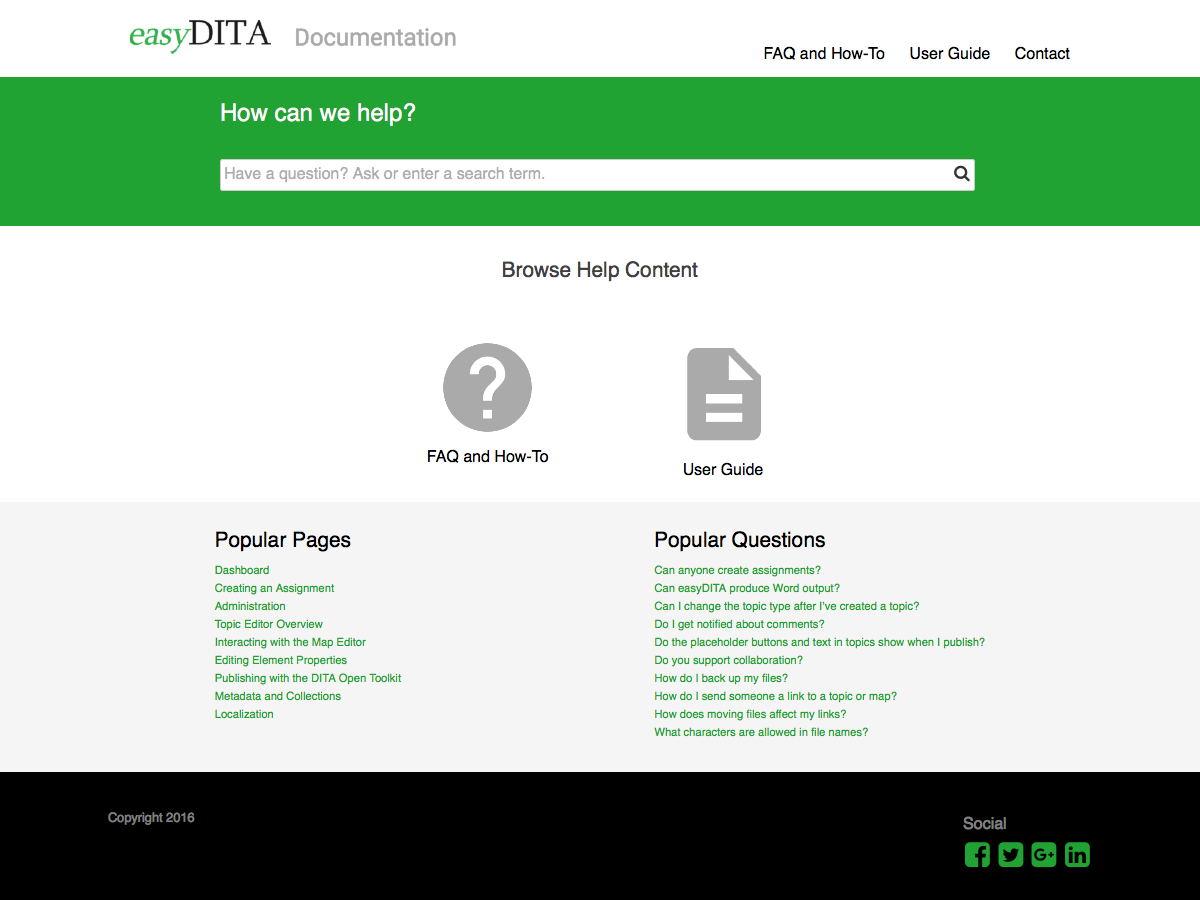 easyDITA Documentation
FAQ and How-To User Guide Contact
How can we help?
Have a question? Ask or enter a search term.
Browse Help Content
FAQ and How-To
User Guide
Popular Pages
Dashboard
Creating an Assignment
Administration
Topic Editor Overview
Interacting with the Map Editor
Editing Element Properties
Publishing with the DITA Open Toolkit
Metadata and Collections
Localization
Popular Questions
Can anyone create assignments?
Can easyDITA produce Word output?
Can I change the topic type after I've created a topic?
Do I get notified about comments?
Do the placeholder buttons and text in topics show when I publish?
Do you support collaboration?
How do I back up my files?
How do I send someone a link to a topic or map?
How does moving files affect my links?
What characters are allowed in file names?
Copyright 2016
Social